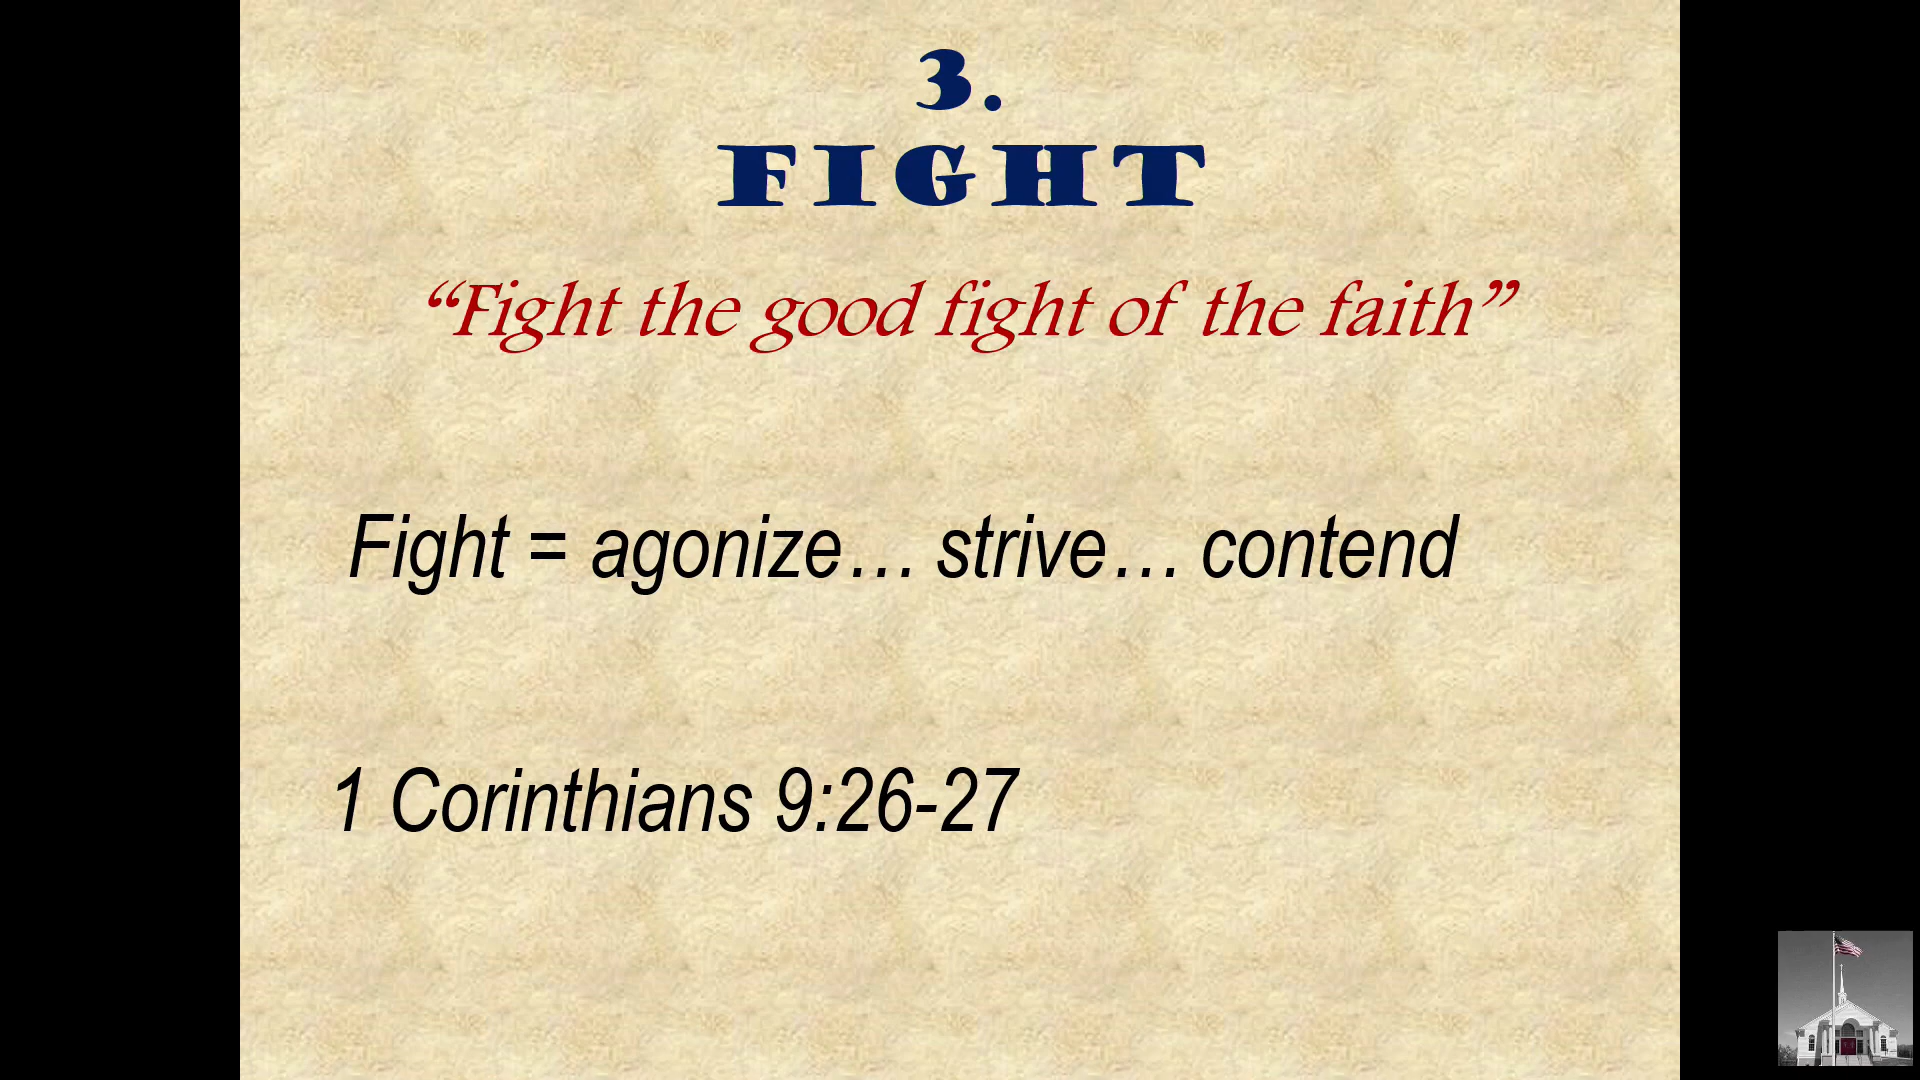 3.
FIGHT
“Fight the good fight of the faith”
Fight = agonize… strive… contend
1 Corinthians 9:26-27